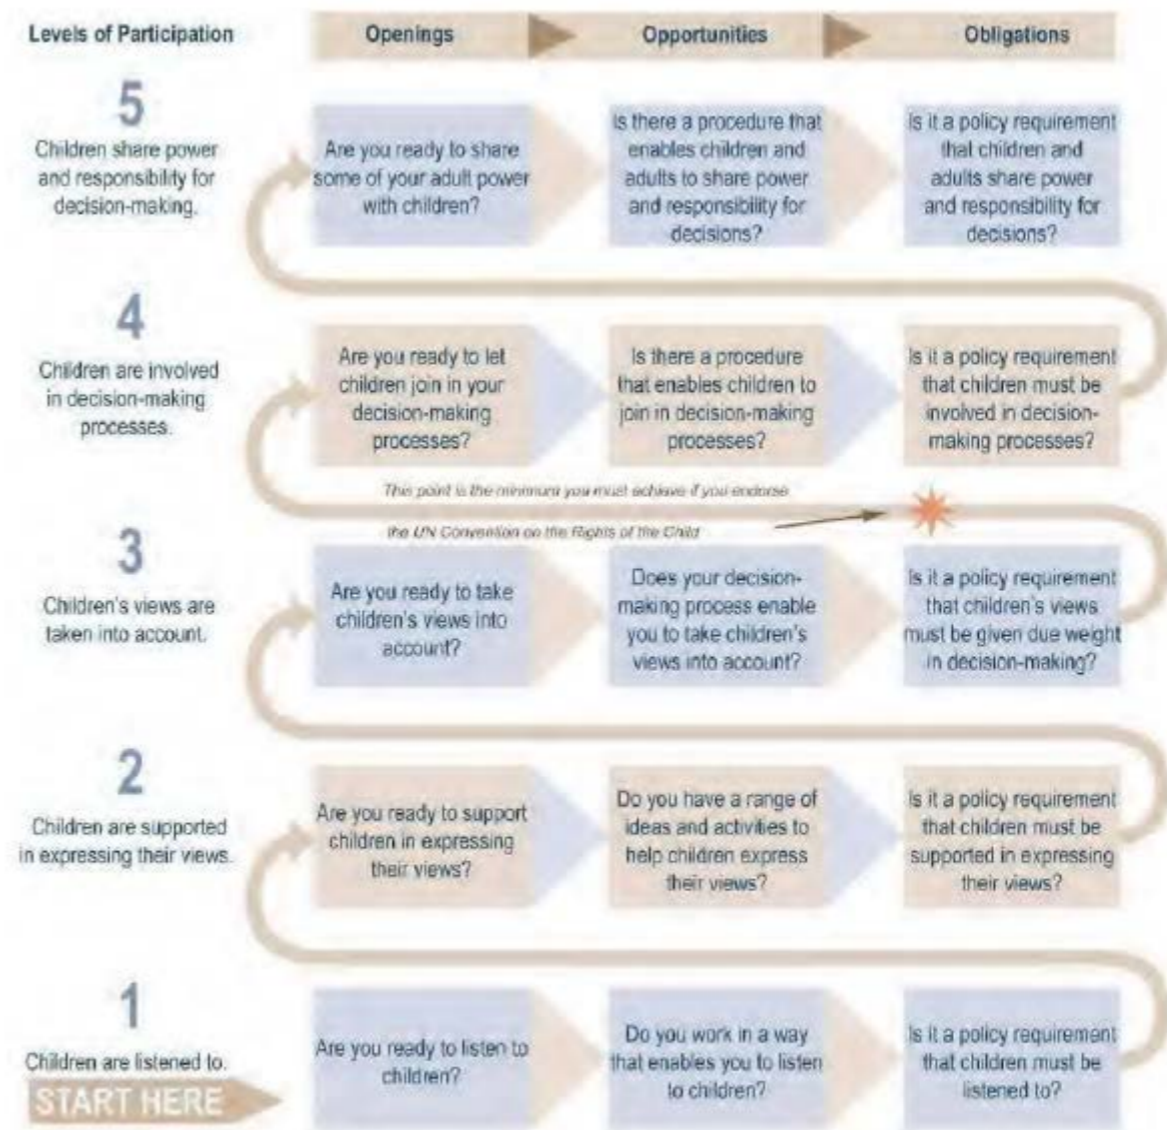 Levels of Participation
Openings
Opportunities
Obligations
5
Children share power
and responsibility for
decision-making.
Are you ready to share
some of your adult power
with children?
Is there a procedure that
enables children and
adults to share power
and responsibility for
decisions?
Is it a policy requirement
that children and
adults share power
and responsibility for
decisions?
4
Children are involved
in decision-making
processes.
Are you ready to let
children join in your
decision-making
processes?
Is there a procedure
that enables children to
join in decision-making
processes?
Is it a policy requirement
that children must be
involved in decision-
making processes?
This point is the minimum you must achieve if you endorse
the UN Convention on the Rights of the Child
3
Children's views are
taken into account.
Are you ready to take
children's views into
account?
Does your decision-
making process enable
you to take children's
views into account?
Is it a policy requirement
that children's views
must be given due weight
in decision-making?
2
Children are supported
in expressing their views.
Are you ready to support
children in expressing
their views?
Do you have a range of
ideas and activities to
help children express
their views?
Is it a policy requirement
that children must be
supported in expressing
their views?
1
Children are listened to.
START HERE
Are you ready to listen to
children?
Do you work in a way
that enables you to listen
to children?
Is it a policy requirement
that children must be
listened to?